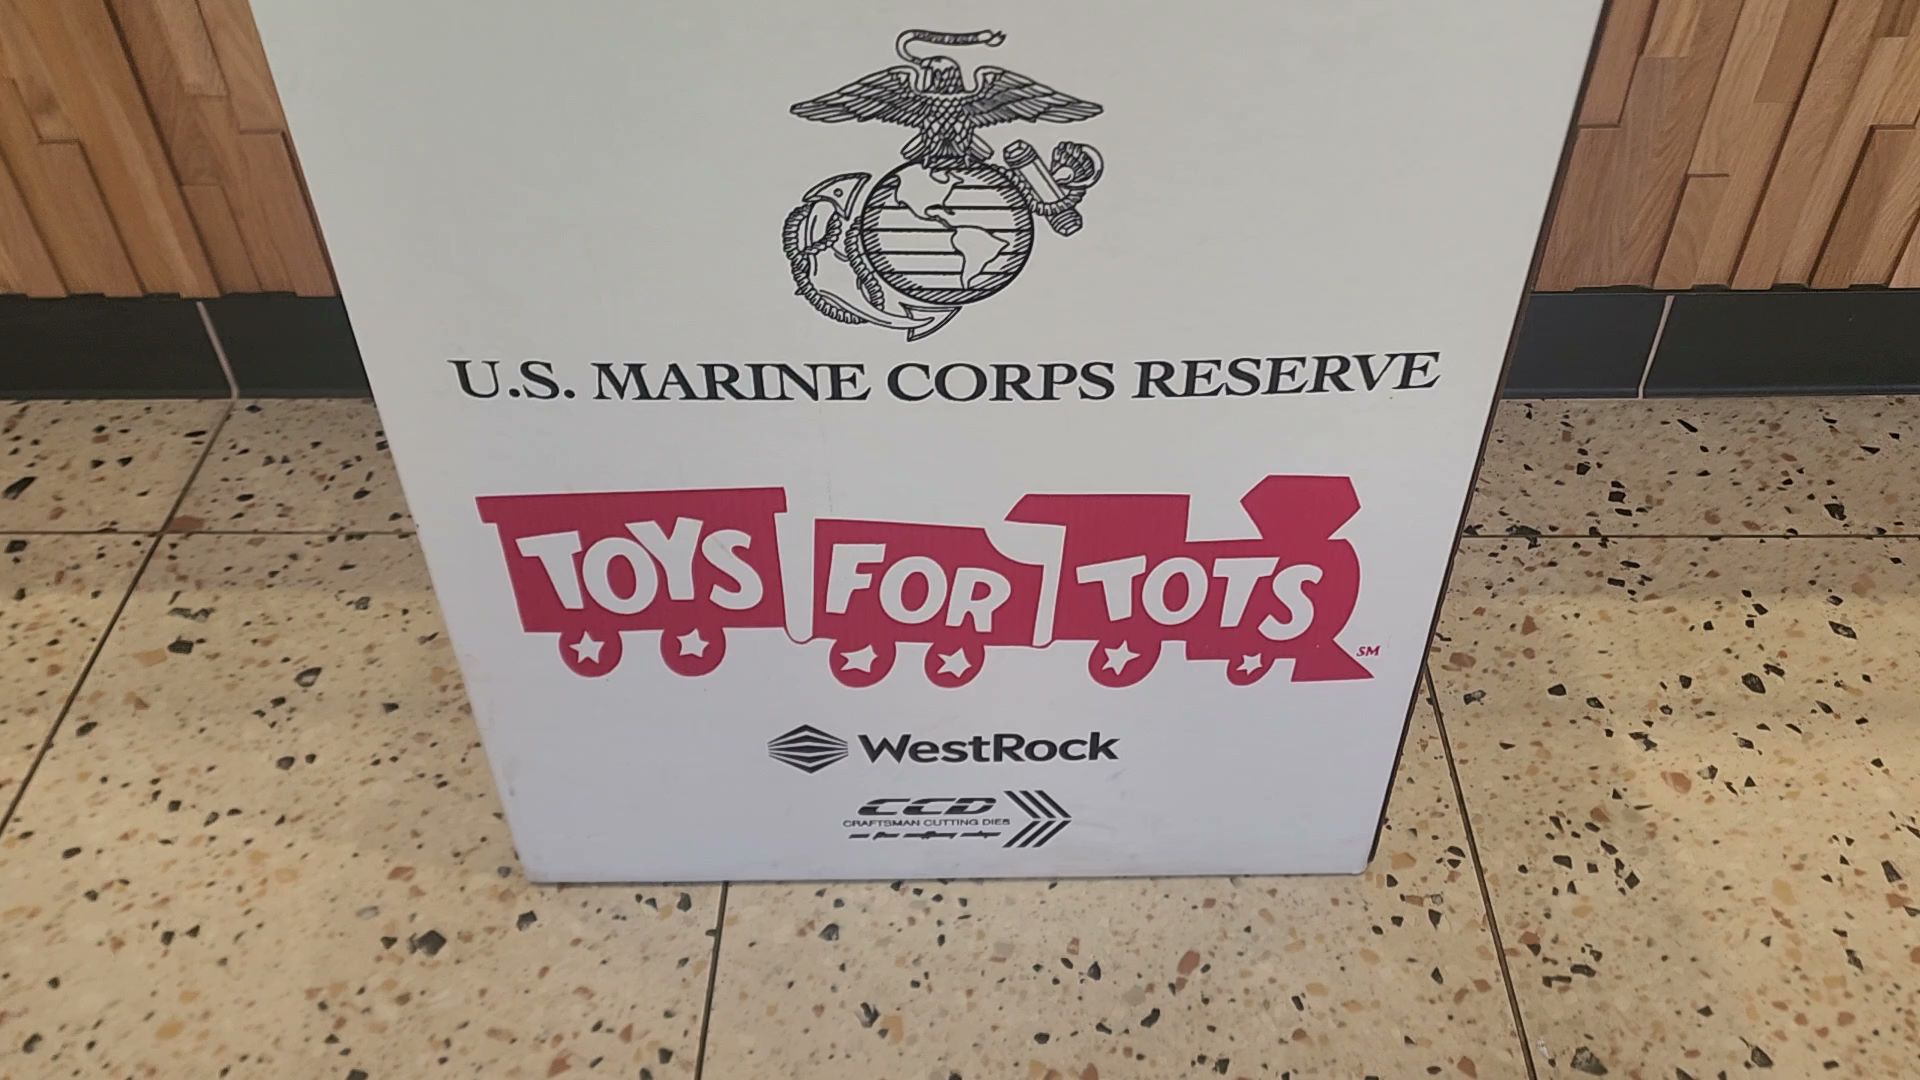 U.S. MARINE CORPS RESERVE
TOYS FOR TOTS
SM
WestRock
CCD
CRAFTSMAN CUTTING DIES